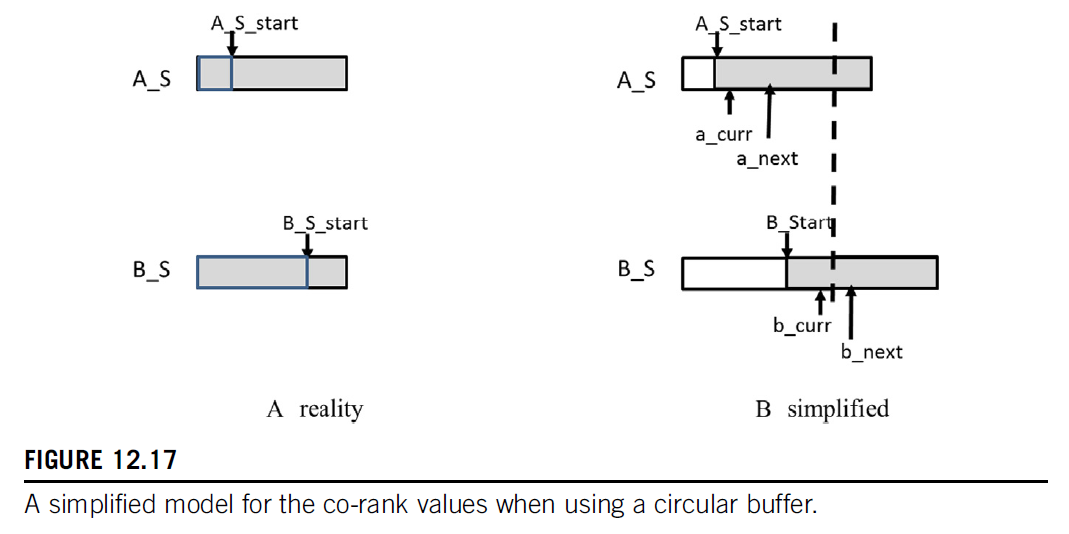 A_S_start
A_S_start
A_S
A_S
a_curr
a_next
B_S_start
B_Start
B_S
B_S
b_curr
b_next
A reality
B simplified
FIGURE 12.17
A simplified model for the co-rank values when using a circular buffer.